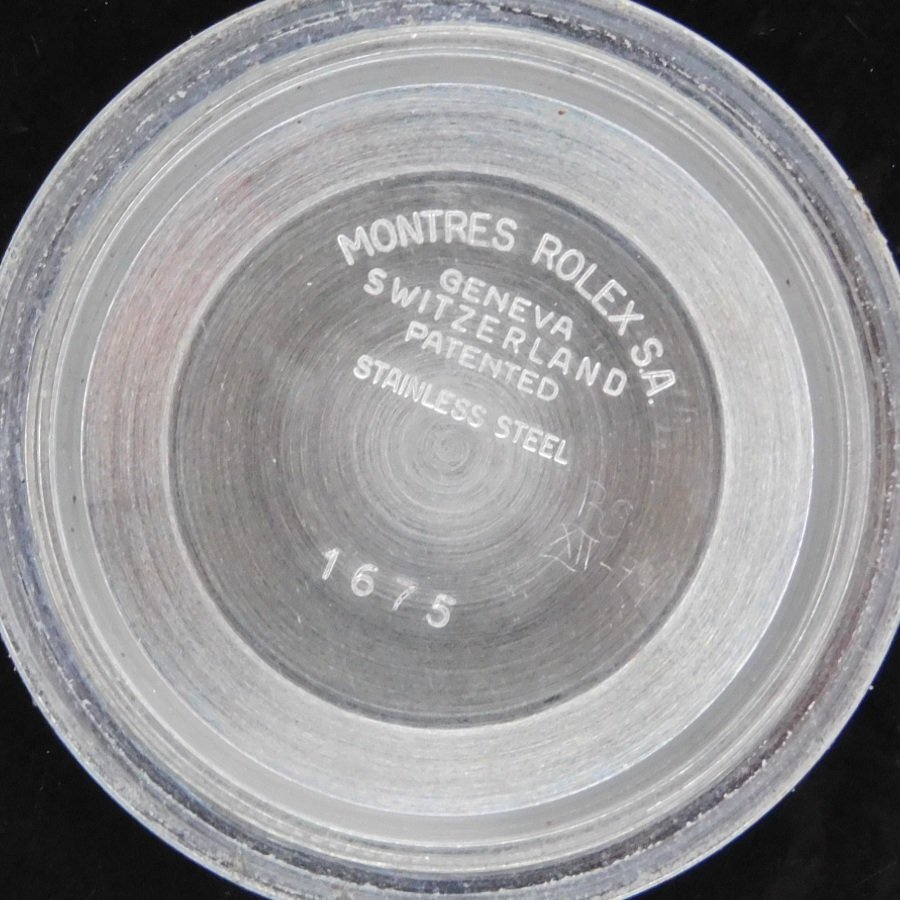 MONTRES ROLEX S.A.
GENEVA
SWITZERLAND
PATENTED
STAINLESS STEEL
1675